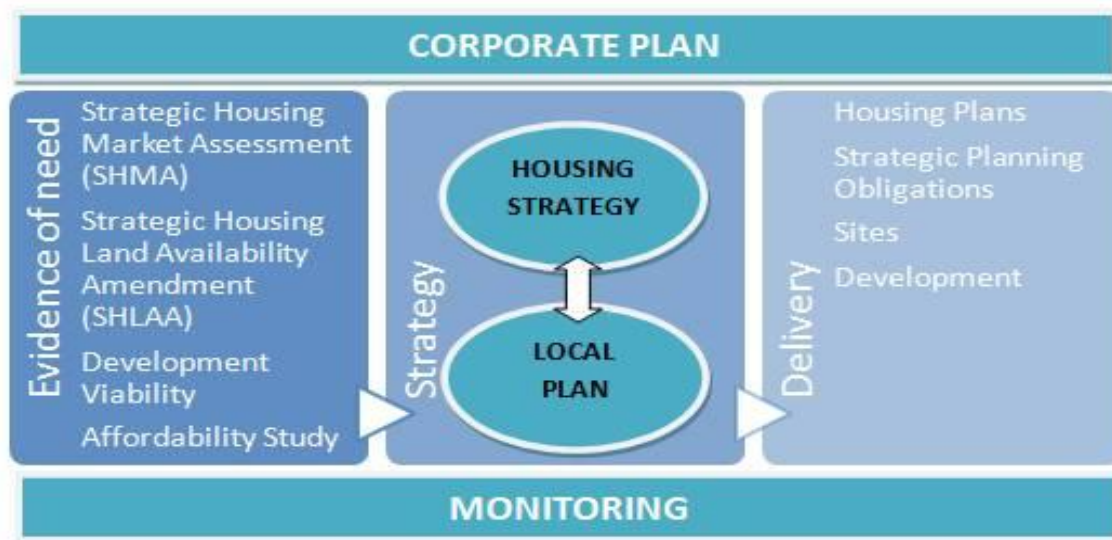 CORPORATE PLAN
Evidence of need
Strategic Housing
Market Assessment
(SHMA)
Strategic Housing
Land Availability
Amendment
(SHLAA)
Development
Viability
Affordability Study
Strategy
HOUSING
STRATEGY
LOCAL
PLAN
Delivery
Housing Plans
Strategic Planning
Obligations
Sites
Development
MONITORING